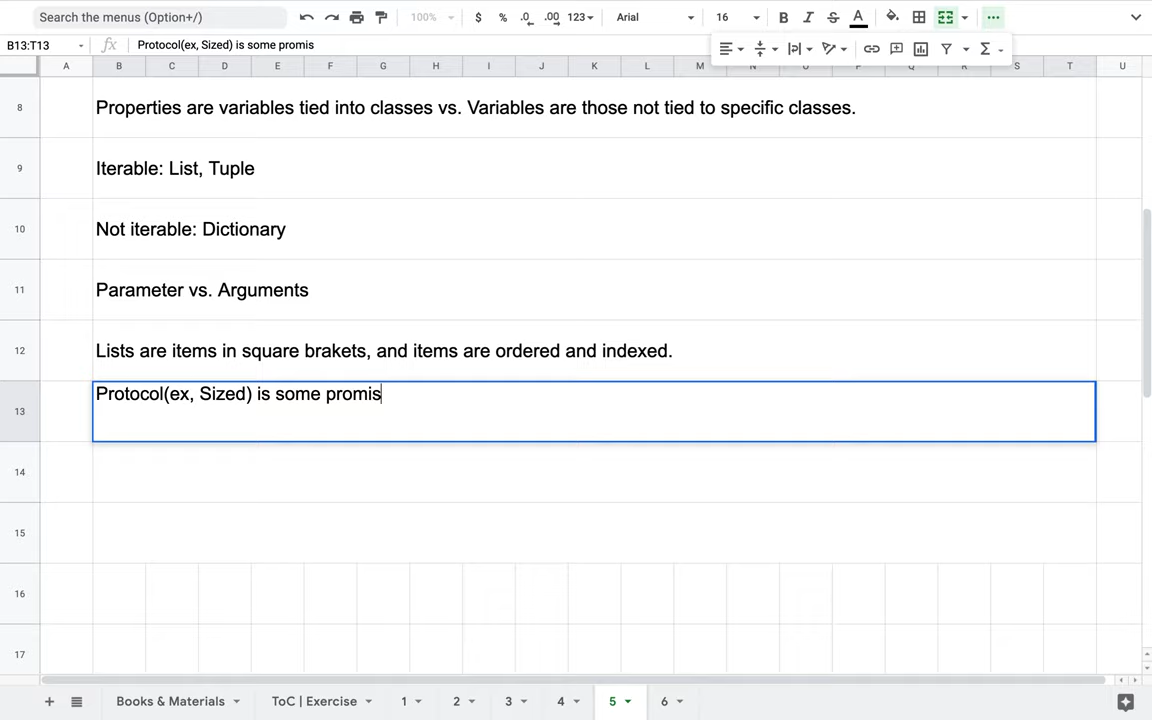 Search the menus (Option+/) 100% $ % .0 .00 123 Arial 16 B I S A
B13:T13 fx Protocol(ex, Sized) is some promis
A B C D E F G H I J K L M N O P Q R S T U
8 Properties are variables tied into classes vs. Variables are those not tied to specific classes.
9 Iterable: List, Tuple
10 Not iterable: Dictionary
11 Parameter vs. Arguments
12 Lists are items in square brakets, and items are ordered and indexed.
13 Protocol(ex, Sized) is some promis
14
15
16
17
Books & Materials ToC | Exercise 1 2 3 4 5 6